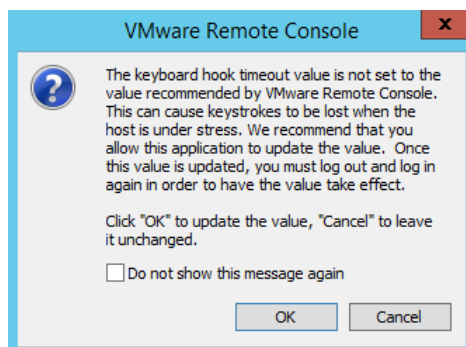 VMware Remote Console
x
The keyboard hook timeout value is not set to the
value recommended by VMware Remote Console.
This can cause keystrokes to be lost when the
host is under stress. We recommend that you
allow this application to update the value.  Once
this value is updated, you must log out and log in
again in order to have the value take effect.
Click "OK" to update the value, "Cancel" to leave
it unchanged.
Do not show this message again
OK
Cancel